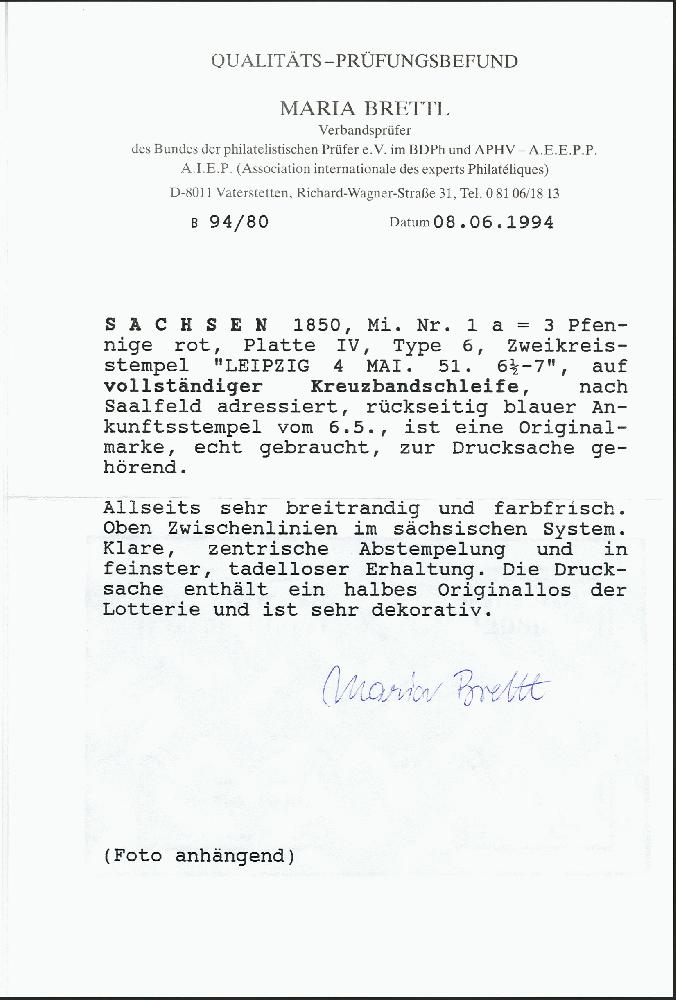 QUALITÄTS-PRÜFUNGSBEFUND
MARIA BRETTL
Verbandsprüfer
des Bundes der philatelistischen Prüfer e.V. im BDPh und APHV – A.E.E.P.P.
A.I.E.P. (Association internationale des experts Philatéliques)
D-8011 Vaterstetten, Richard-Wagner-Straße 31, Tel. 0 81 06/18 13
B 94/80 Datum 08.06.1994
S A C H S E N 1850, Mi. Nr. 1 a = 3 Pfen-
nige rot, Platte IV, Type 6, Zweikreis-
stempel "LEIPZIG 4 MAI. 51. 6½-7", auf
vollständiger Kreuzbandschleife, nach
Saalfeld adressiert, rückseitig blauer An-
kunftsstempel vom 6.5., ist eine Original-
marke, echt gebraucht, zur Drucksache ge-
hörend.
Allseits sehr breitrandig und farbfrisch.
Oben Zwischenlinien im sächsischen System.
Klare, zentrische Abstempelung und in
feinster, tadelloser Erhaltung. Die Druck-
sache enthält ein halbes Originallos der
Lotterie und ist sehr dekorativ.
Maria Brettl
(Foto anhängend)